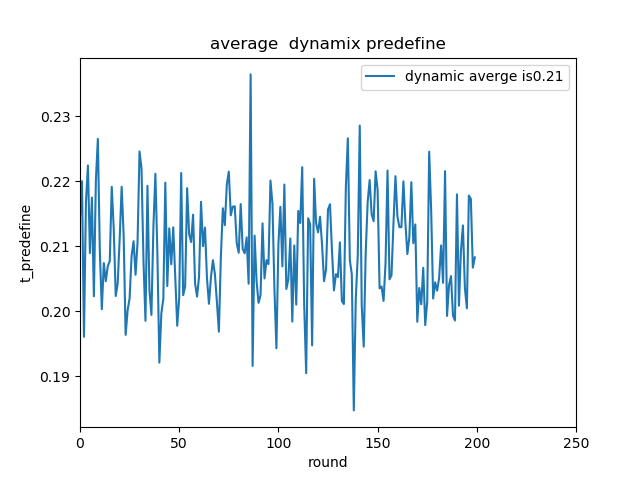 average  dynamix predefine
dynamic averge is0.21
t_predefine
0.23
0.22
0.21
0.20
0.19
0 50 100 150 200 250
round